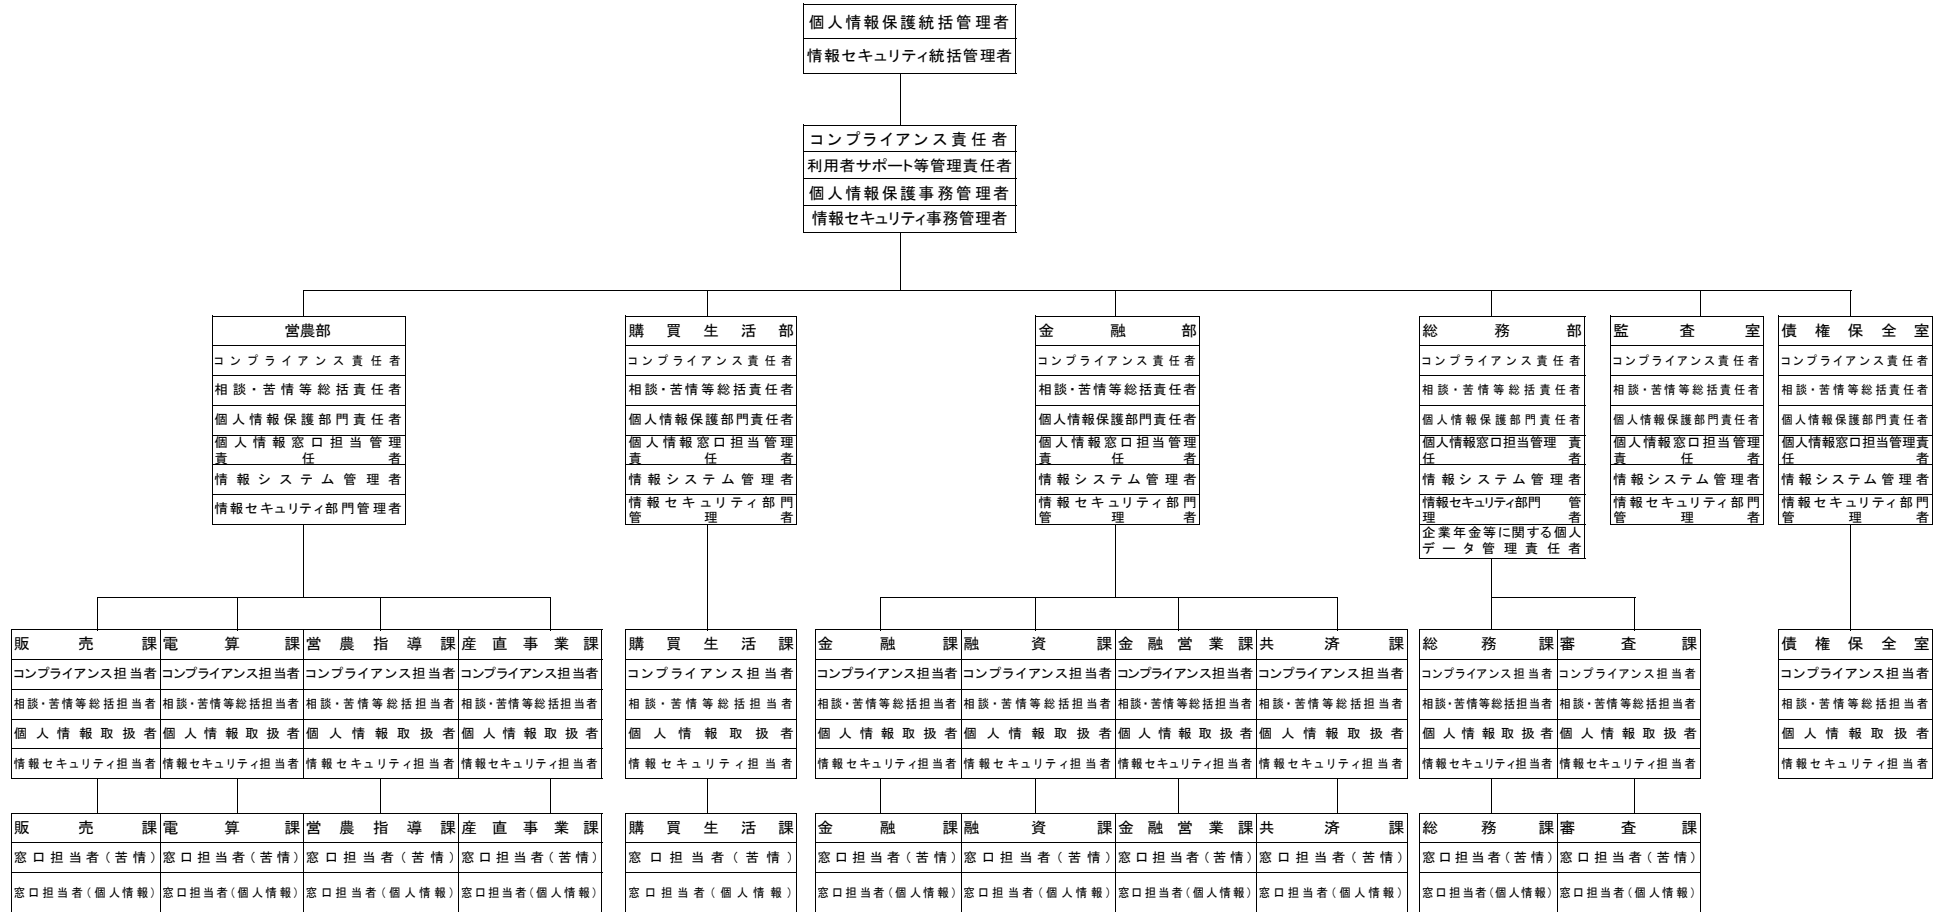 個人情報保護統括管理者
情報セキュリティ統括管理者
コンプライアンス責任者
利用者サポート等管理責任者
個人情報保護事務管理者
情報セキュリティ事務管理者
営農部
コンプライアンス責任者
相談・苦情等総括責任者
個人情報保護部門責任者
個人情報窓口担当管理
責任者
情報システム管理者
情報セキュリティ部門管理者
購買生活部
コンプライアンス責任者
相談・苦情等総括責任者
個人情報保護部門責任者
個人情報窓口担当管理
責任者
情報システム管理者
情報セキュリティ部門
管理者
金融部
コンプライアンス責任者
相談・苦情等総括責任者
個人情報保護部門責任者
個人情報窓口担当管理
責任者
情報システム管理者
情報セキュリティ部門
管理者
総務部
コンプライアンス責任者
相談・苦情等総括責任者
個人情報保護部門責任者
個人情報窓口担当管理 責
任者
情報システム管理者
情報セキュリティ部門 管
理者
企業年金等に関する個人
データ管理責任者
監査室
コンプライアンス責任者
相談・苦情等総括責任者
個人情報保護部門責任者
個人情報窓口担当管理
責任者
情報システム管理者
情報セキュリティ部門
管理者
債権保全室
コンプライアンス責任者
相談・苦情等総括責任者
個人情報保護部門責任者
個人情報窓口担当管理責
任者
情報システム管理者
情報セキュリティ部門
管理者
販売課
コンプライアンス担当者
相談・苦情等総括担当者
個人情報取扱者
情報セキュリティ担当者
電算課
コンプライアンス担当者
相談・苦情等総括担当者
個人情報取扱者
情報セキュリティ担当者
営農指導課
コンプライアンス担当者
相談・苦情等総括担当者
個人情報取扱者
情報セキュリティ担当者
産直事業課
コンプライアンス担当者
相談・苦情等総括担当者
個人情報取扱者
情報セキュリティ担当者
購買生活課
コンプライアンス担当者
相談・苦情等総括担当者
個人情報取扱者
情報セキュリティ担当者
金融課
コンプライアンス担当者
相談・苦情等総括担当者
個人情報取扱者
情報セキュリティ担当者
融資課
コンプライアンス担当者
相談・苦情等総括担当者
個人情報取扱者
情報セキュリティ担当者
金融営業課
コンプライアンス担当者
相談・苦情等総括担当者
個人情報取扱者
情報セキュリティ担当者
共済課
コンプライアンス担当者
相談・苦情等総括担当者
個人情報取扱者
情報セキュリティ担当者
総務課
コンプライアンス担当者
相談・苦情等総括担当者
個人情報取扱者
情報セキュリティ担当者
審査課
コンプライアンス担当者
相談・苦情等総括担当者
個人情報取扱者
情報セキュリティ担当者
債権保全室
コンプライアンス担当者
相談・苦情等総括担当者
個人情報取扱者
情報セキュリティ担当者
販売課
窓口担当者(苦情)
窓口担当者(個人情報)
電算課
窓口担当者(苦情)
窓口担当者(個人情報)
営農指導課
窓口担当者(苦情)
窓口担当者(個人情報)
産直事業課
窓口担当者(苦情)
窓口担当者(個人情報)
購買生活課
窓口担当者(苦情)
窓口担当者(個人情報)
金融課
窓口担当者(苦情)
窓口担当者(個人情報)
融資課
窓口担当者(苦情)
窓口担当者(個人情報)
金融営業課
窓口担当者(苦情)
窓口担当者(個人情報)
共済課
窓口担当者(苦情)
窓口担当者(個人情報)
総務課
窓口担当者(苦情)
窓口担当者(個人情報)
審査課
窓口担当者(苦情)
窓口担当者(個人情報)